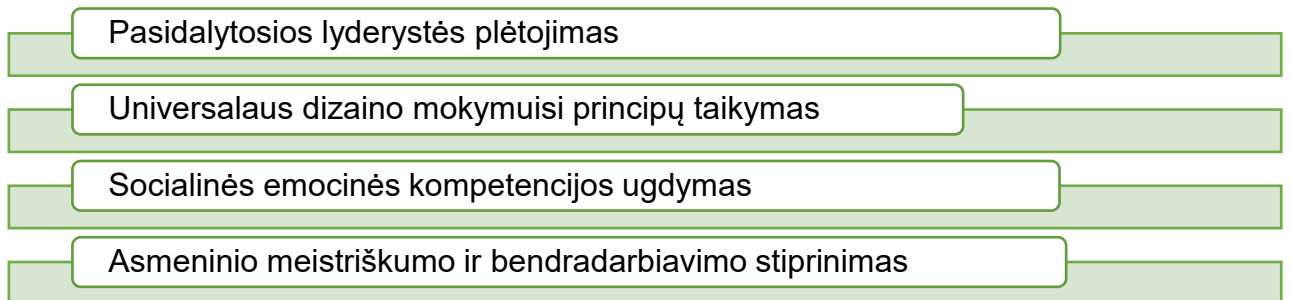 Pasidalytosios lyderystės plėtojimas
Universalaus dizaino mokymuisi principų taikymas
Socialinės emocinės kompetencijos ugdymas
Asmeninio meistriškumo ir bendradarbiavimo stiprinimas